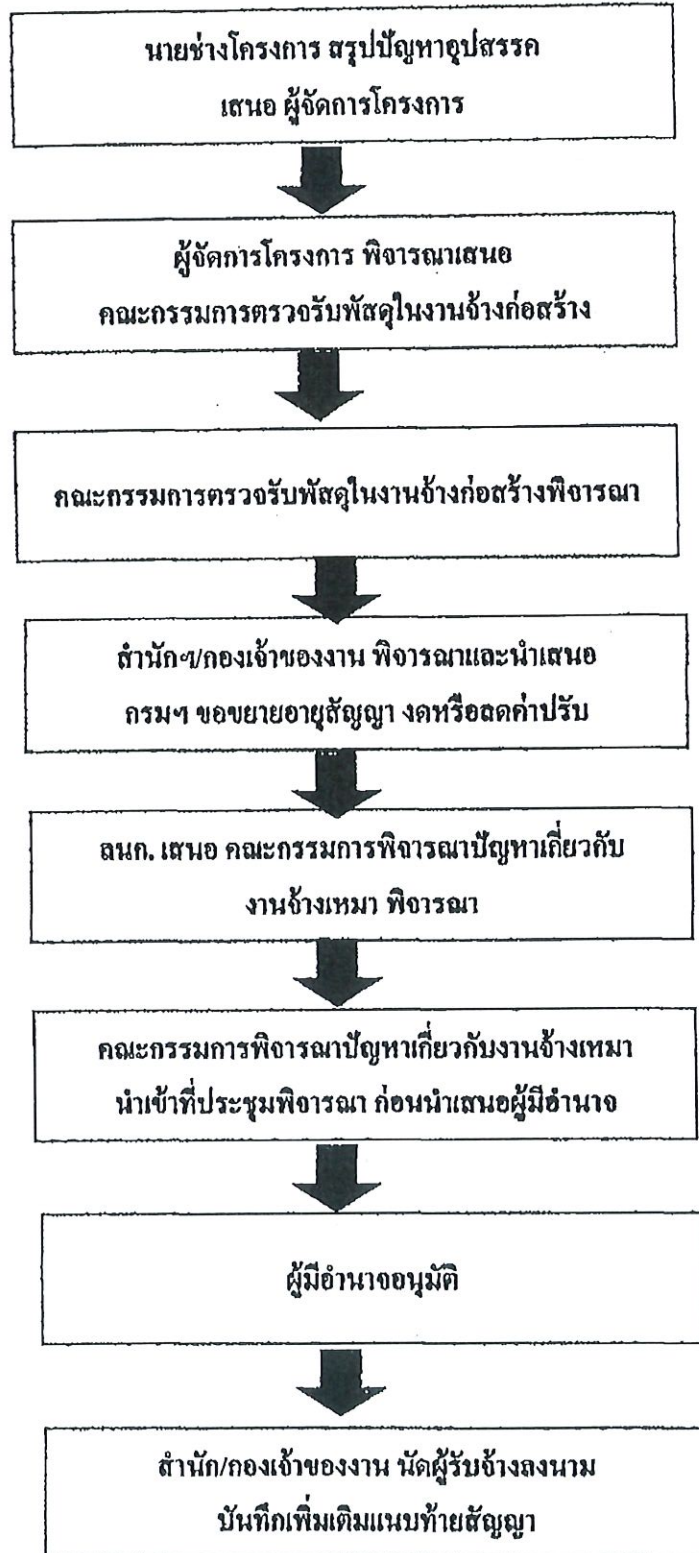 นายช่างโครงการ สรุปปัญหาอุปสรรค
เสนอ ผู้จัดการโครงการ
ผู้จัดการโครงการ พิจารณาเสนอ
คณะกรรมการตรวจรับพัสดุในงานจ้างก่อสร้าง
คณะกรรมการตรวจรับพัสดุในงานจ้างก่อสร้างพิจารณา
สำนักฯ/กองเจ้าของงาน พิจารณาและนำเสนอ
กรมฯ ขอขยายอายุสัญญา งดหรือลดค่าปรับ
ลนก. เสนอ คณะกรรมการพิจารณาปัญหาเกี่ยวกับ
งานจ้างเหมา พิจารณา
คณะกรรมการพิจารณาปัญหาเกี่ยวกับงานจ้างเหมา
นำเข้าที่ประชุมพิจารณา ก่อนนำเสนอผู้มีอำนาจ
ผู้มีอำนาจอนุมัติ
สำนัก/กองเจ้าของงาน นัดผู้รับจ้างลงนาม
บันทึกเพิ่มเติมแนบท้ายสัญญา